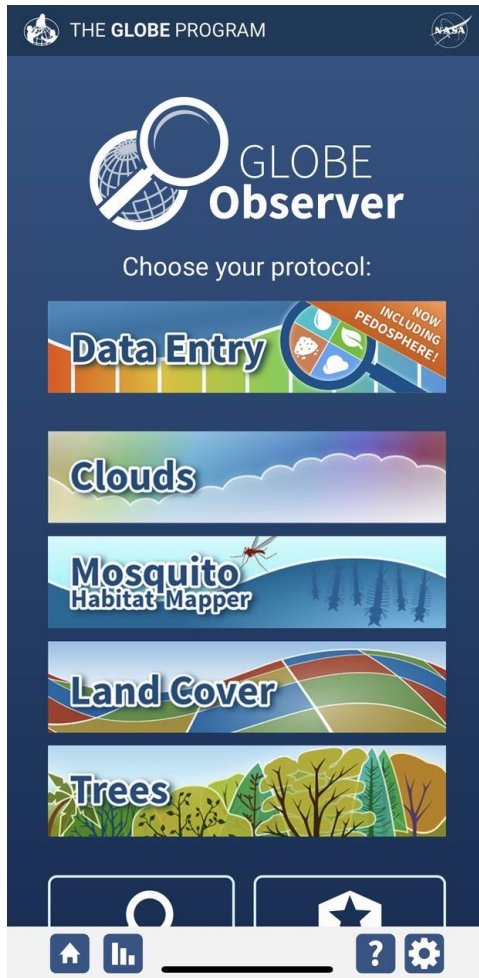 THE GLOBE PROGRAM
NASA
GLOBE
Observer
Choose your protocol:
Data Entry
NOW
INCLUDING
PEDOSPHERE!
Clouds
Mosquito
Habitat Mapper
Land Cover
Trees
?